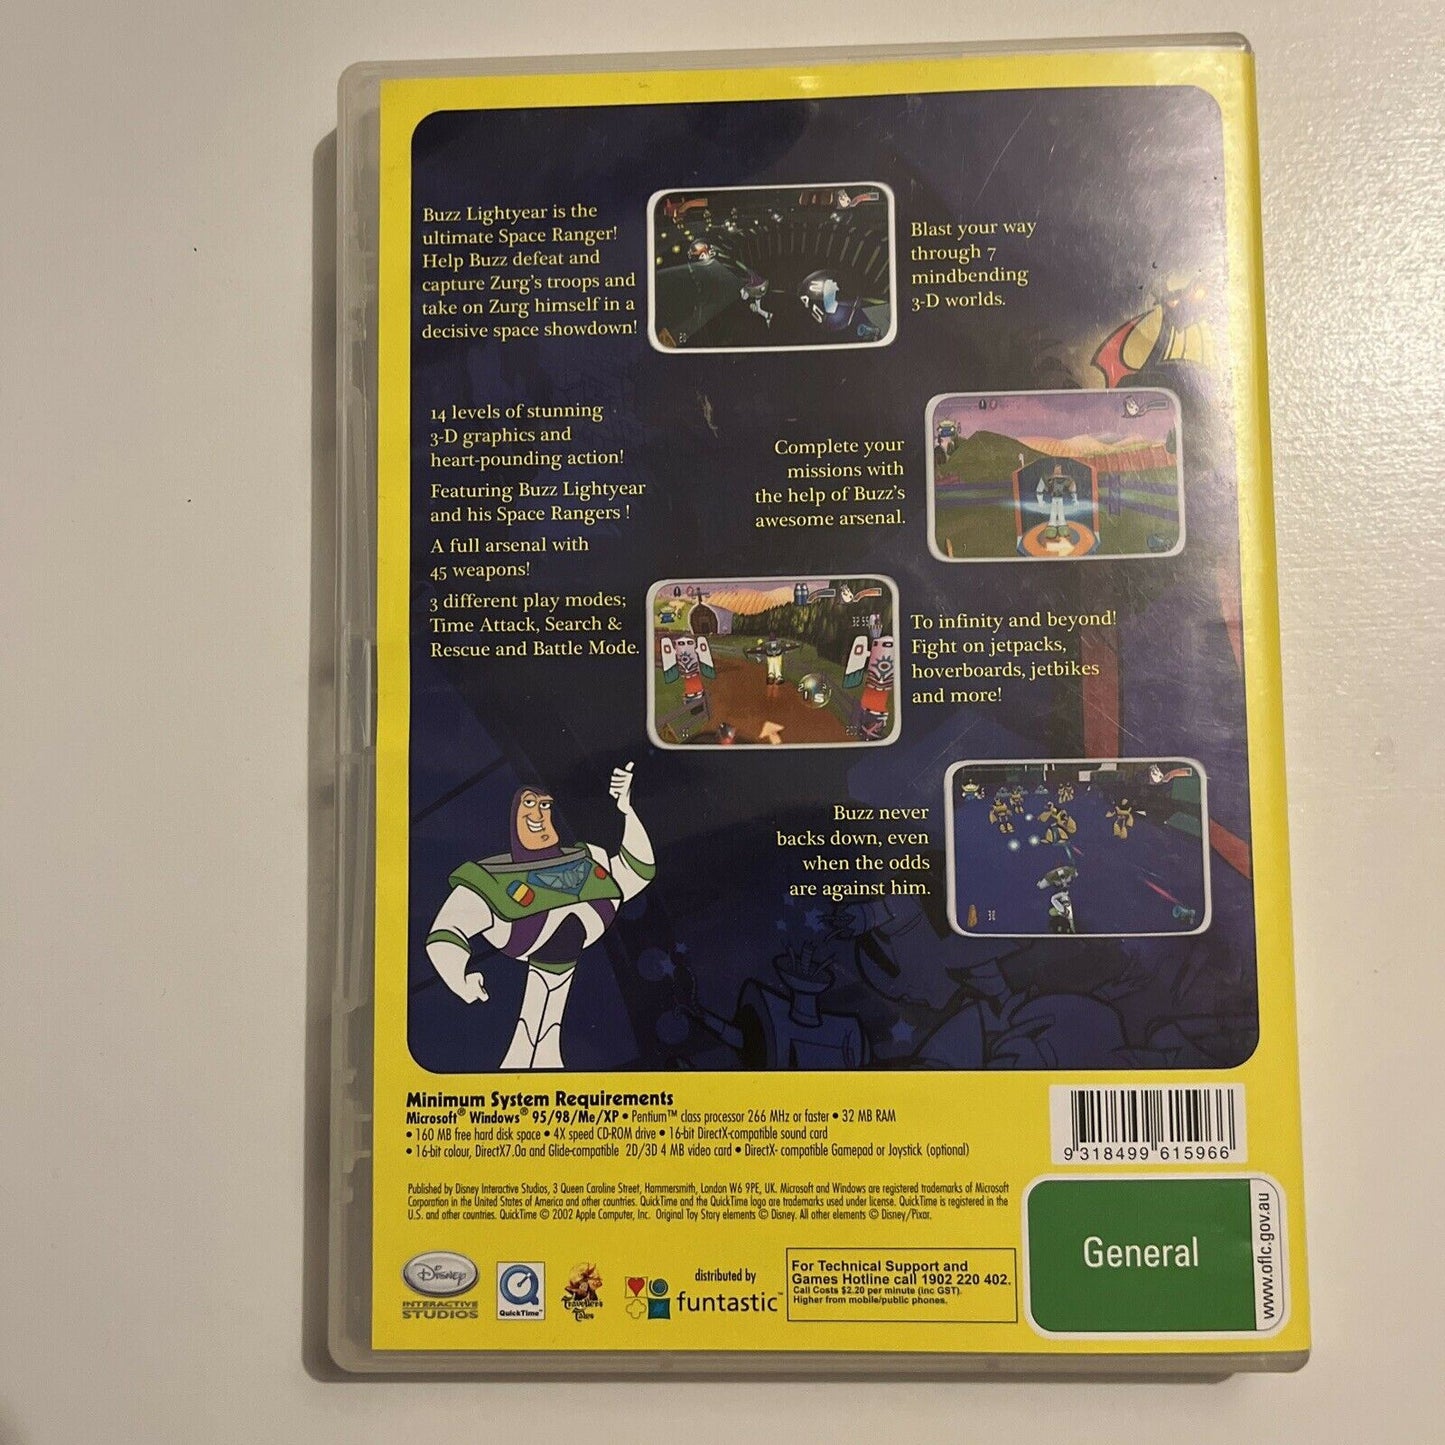 Buzz Lightyear is the
ultimate Space Ranger!
Help Buzz defeat and
capture Zurg's troops and
take on Zurg himself in a
decisive space showdown!
Blast your way
through 7
mindbending
3-D worlds.
14 levels of stunning
3-D graphics and
heart-pounding action!
Featuring Buzz Lightyear
and his Space Rangers !
A full arsenal with
45 weapons!
3 different play modes;
Time Attack, Search &
Rescue and Battle Mode.
Complete your
missions with
the help of Buzz's
awesome arsenal.
To infinity and beyond!
Fight on jetpacks,
hoverboards, jetbikes
and more!
Buzz never
backs down, even
when the odds
are against him.
Minimum System Requirements
Microsoft® Windows® 95/98/Me/XP • Pentium™ class processor 266 MHz or faster • 32 MB RAM
• 160 MB free hard disk space • 4X speed CD-ROM drive • 16-bit DirectX-compatible sound card
• 16-bit colour, DirectX7.0a and Glide-compatible 2D/3D 4 MB video card • DirectX- compatible Gamepad or Joystick (optional)
Published by Disney Interactive Studios, 3 Queen Caroline Street, Hammersmith, London W6 9PE, UK. Microsoft and Windows are registered trademarks of Microsoft
Corporation in the United States of America and other countries. QuickTime and the QuickTime logo are trademarks used under license. QuickTime is registered in the
U.S. and other countries. QuickTime © 2002 Apple Computer, Inc. Original Toy Story elements © Disney. All other elements © Disney/Pixar.
9 318499 615966
General
www.oflc.gov.au
Disney
INTERACTIVE
STUDIOS
QuickTime™
Traveller's
Tales
distributed by
funtastic™
For Technical Support and
Games Hotline call 1902 220 402.
Call Costs $2.20 per minute (inc GST).
Higher from mobile/public phones.